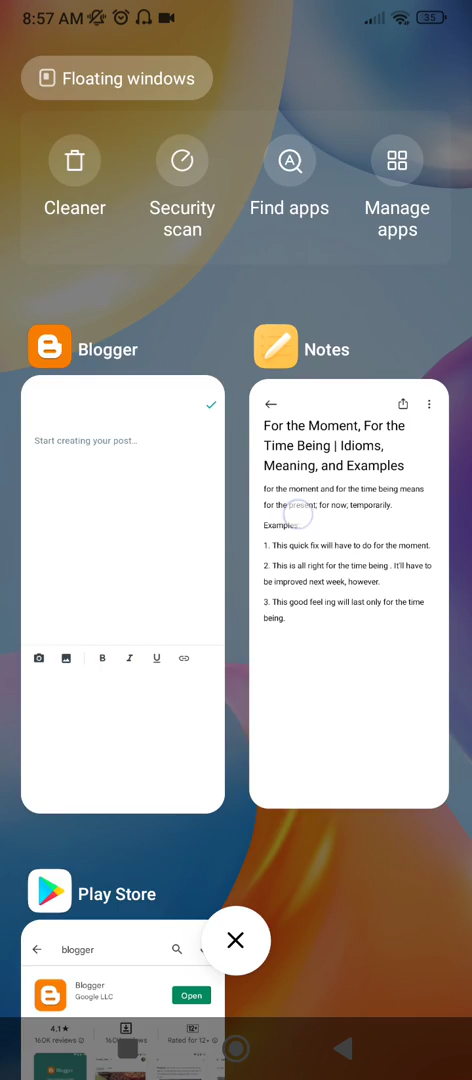 8:57 AM
35
Floating windows
Cleaner
Security
scan
Find apps
Manage
apps
Blogger
Start creating your post...
B I U
Notes
For the Moment, For the
Time Being | Idioms,
Meaning, and Examples
for the moment and for the time being means
for the present; for now; temporarily.
Examples:
1. This quick fix will have to do for the moment.
2. This is all right for the time being . It'll have to
be improved next week, however.
3. This good feel ing will last only for the time
being.
Play Store
blogger
Blogger
Google LLC
Open
4.1★
160K reviews
12+
Rated for 12+